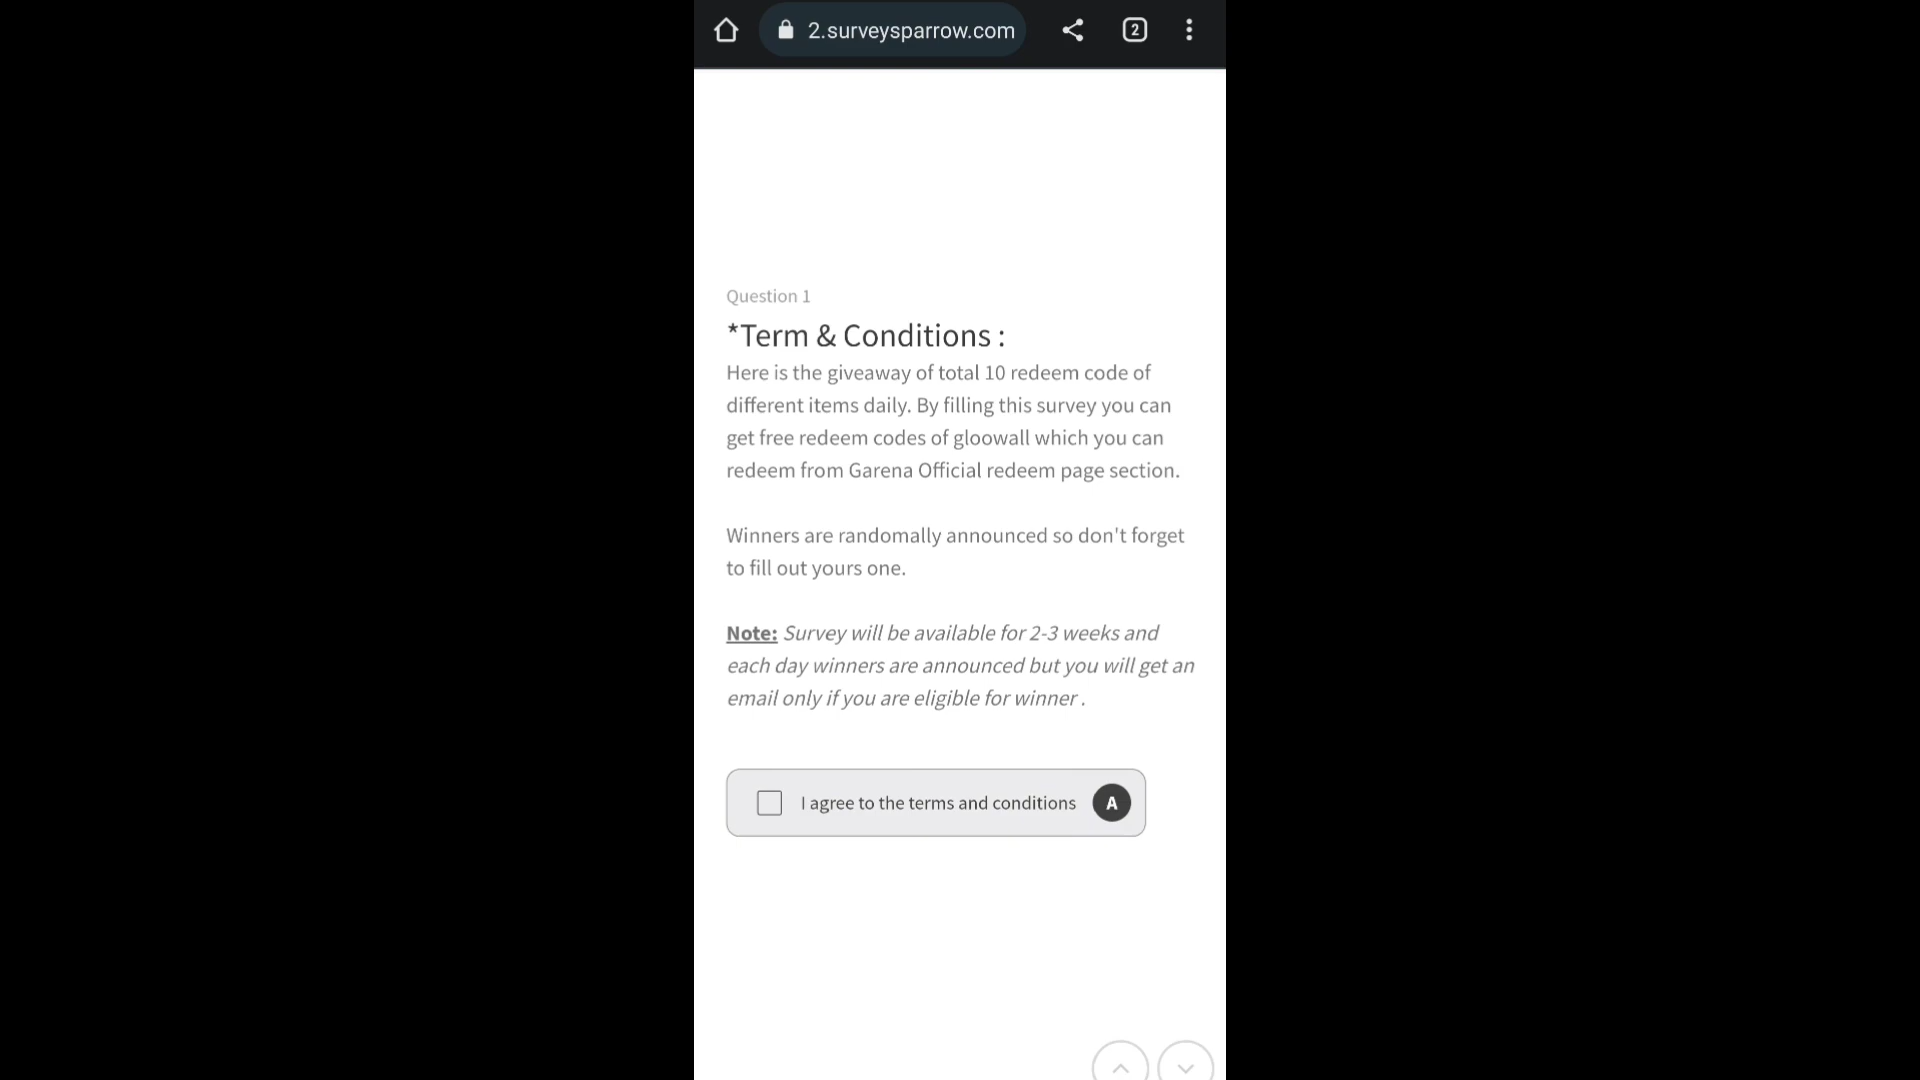 2.surveysparrow.com
2
Question 1
*Term & Conditions :
Here is the giveaway of total 10 redeem code of
different items daily. By filling this survey you can
get free redeem codes of gloowall which you can
redeem from Garena Official redeem page section.
Winners are randomally announced so don't forget
to fill out yours one.
Note: Survey will be available for 2-3 weeks and
each day winners are announced but you will get an
email only if you are eligible for winner .
I agree to the terms and conditions
A